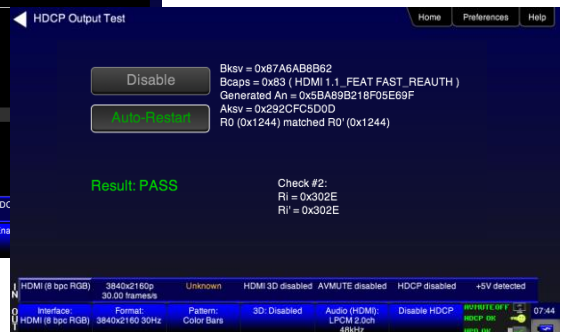 HDCP Output Test
Home
Preferences
Help
Disable
Auto-Restart
Bksv = 0x87A6AB8B62
Bcaps = 0x83 ( HDMI 1.1_FEAT FAST_REAUTH )
Generated An = 0x5BA89B218F05E69F
Aksv = 0x292CFC5D0D
R0 (0x1244) matched R0' (0x1244)
Result: PASS
Check #2:
Ri = 0x302E
Ri' = 0x302E
IN
HDMI (8 bpc RGB)
3840x2160p
30.00 frames/s
Unknown
HDMI 3D disabled
AVMUTE disabled
HDCP disabled
+5V detected
Interface:
HDMI (8 bpc RGB)
Format:
3840x2160 30Hz
Pattern:
Color Bars
3D: Disabled
Audio (HDMI):
LPCM 2.0ch
48kHz
Disable HDCP
AVMUTE OFF
HDCP OK
HPD OK
07:44